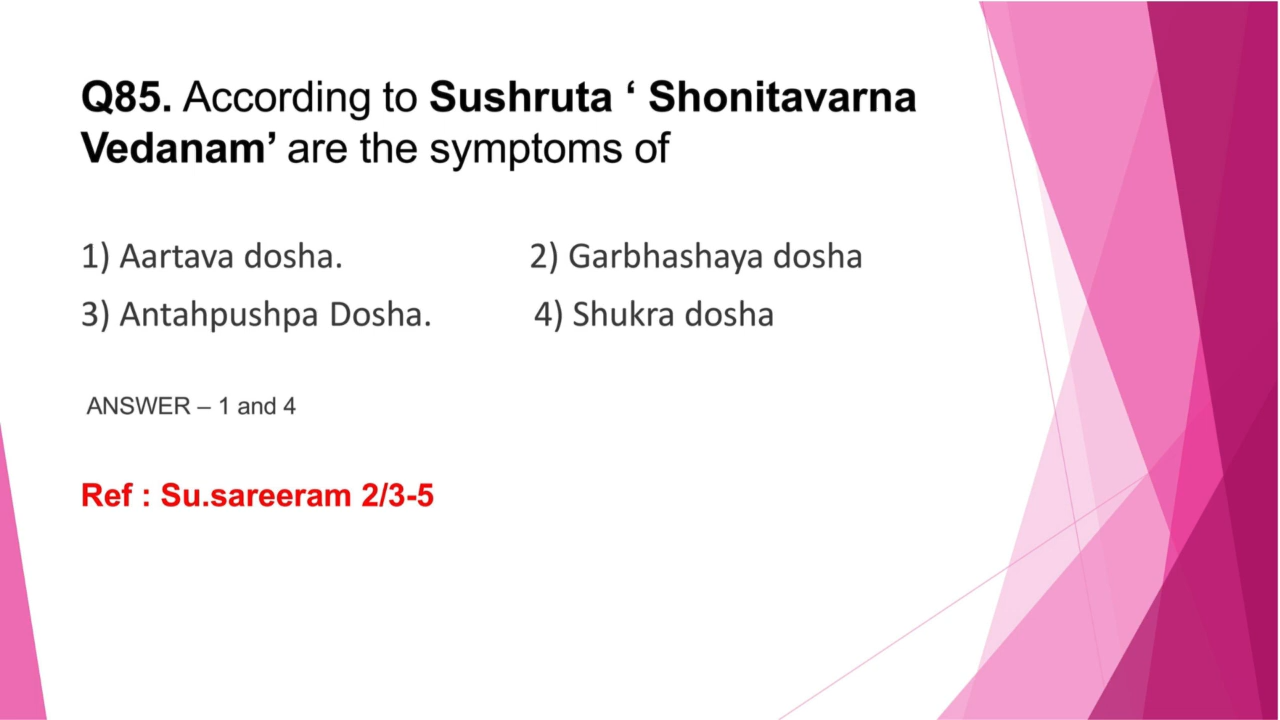 Q85. According to Sushruta ‘ Shonitavarna
Vedanam’ are the symptoms of
1) Aartava dosha. 2) Garbhashaya dosha
3) Antahpushpa Dosha. 4) Shukra dosha
ANSWER – 1 and 4
Ref : Su.sareeram 2/3-5